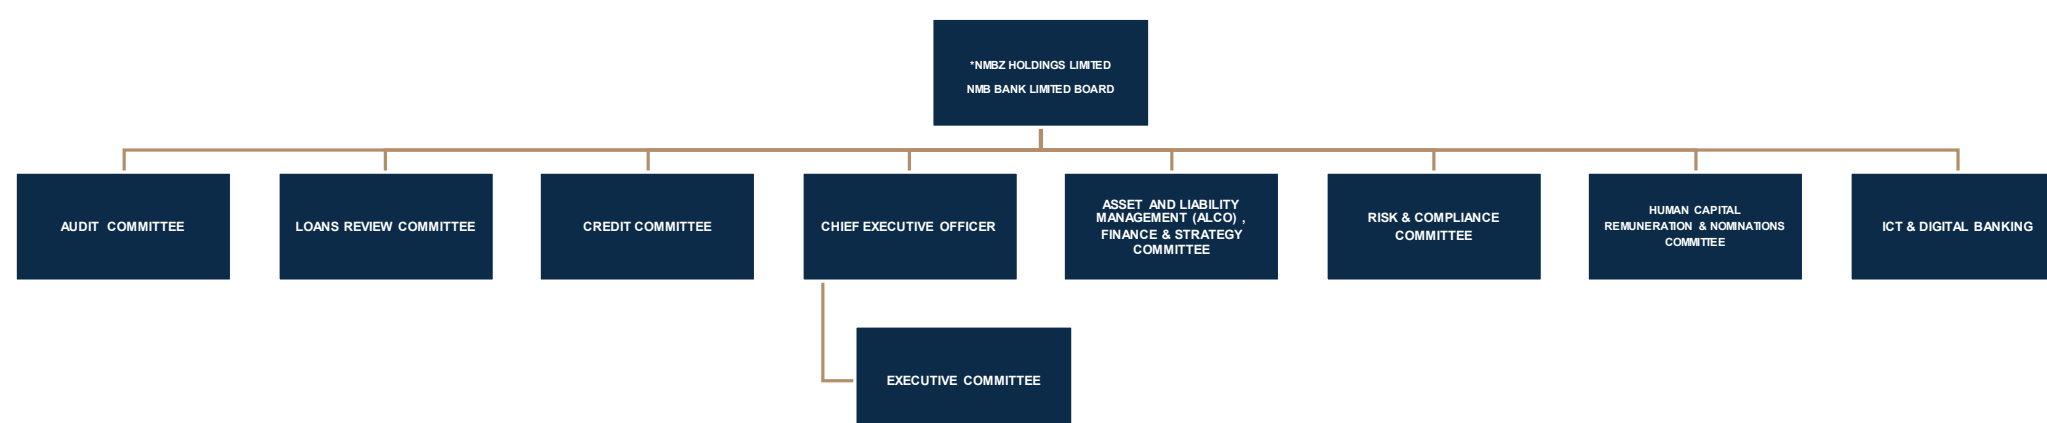 *NMBZ HOLDINGS LIMITED
NMB BANK LIMITED BOARD
AUDIT COMMITTEE
LOANS REVIEW COMMITTEE
CREDIT COMMITTEE
CHIEF EXECUTIVE OFFICER
ASSET AND LIABILITY
MANAGEMENT (ALCO) ,
FINANCE & STRATEGY
COMMITTEE
RISK & COMPLIANCE
COMMITTEE
HUMAN CAPITAL
REMUNERATION & NOMINATIONS
COMMITTEE
ICT & DIGITAL BANKING
EXECUTIVE COMMITTEE